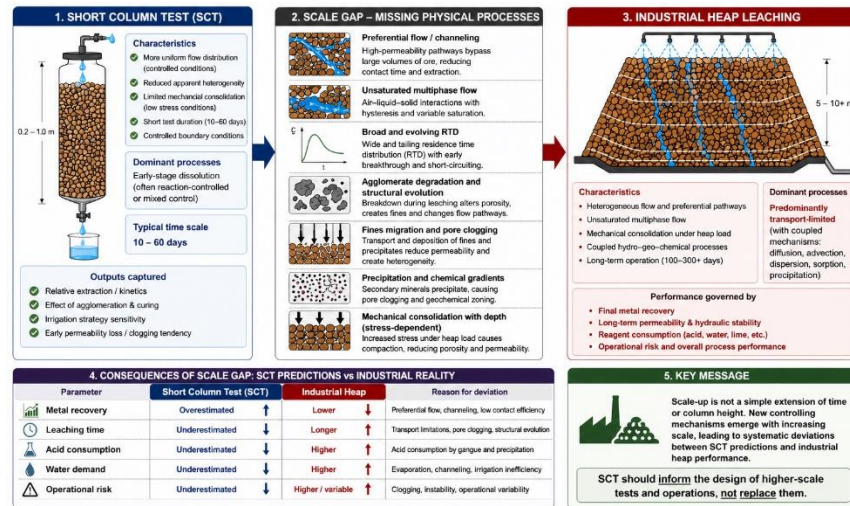 1. SHORT COLUMN TEST (SCT)
0.2 – 1.0 m
Characteristics
More uniform flow distribution
(controlled conditions)
Reduced apparent heterogeneity
Limited mechancial consolidation
(low stress conditions)
Short test duration (10–60 days)
Controlled boundary conditions
Dominant processes
Early-stage dissolution
(often reaction-controlled
or mixed control)
Typical time scale
10 – 60 days
Outputs captured
Relative extraction / kinetics
Effect of agglomeration & curing
Irrigation strategy sensitivity
Early permeability loss / clogging tendency
2. SCALE GAP – MISSING PHYSICAL PROCESSES
Preferential flow / channeling
High-permeability pathways bypass
large volumes of ore, reducing
contact time and extraction.
Unsaturated multiphase flow
Air–liquid–solid interactions with
hysteresis and variable saturation.
Broad and evolving RTD
Wide and tailing residence time
distribution (RTD) with early
breakthrough and short-circuiting.
C
t
Agglomerate degradation and
structural evolution
Breakdown during leaching alters porosity,
creates fines and changes flow pathways.
Fines migration and pore clogging
Transport and deposition of fines and
precipitates reduce permeability and
create heterogeneity.
Precipitation and chemical gradients
Secondary minerals precipitate, causing
pore clogging and geochemical zoning.
Mechanical consolidation with depth
(stress-dependent)
Increased stress under heap load causes
compaction, reducing porosity and permeability.
3. INDUSTRIAL HEAP LEACHING
5 – 10+ m
Characteristics
• Heterogeneous flow and preferential pathways
• Unsaturated multiphase flow
• Mechanical consolidation under heap load
• Coupled hydro-geo-chemical processes
• Long-term operation (100–300+ days)
Dominant processes
Predominantly
transport-limited
(with coupled
mechanisms:
diffusion, advection,
dispersion, sorption,
precipitation)
Performance governed by
• Final metal recovery
• Long-term permeability & hydraulic stability
• Reagent consumption (acid, water, lime, etc.)
• Operational risk and overall process performance
4. CONSEQUENCES OF SCALE GAP: SCT PREDICTIONS vs INDUSTRIAL REALITY
Parameter Short Column Test (SCT) Industrial Heap Reason for deviation
Metal recovery Overestimated ↑ Lower ↓ Preferential flow, channeling, low contact efficiency
Leaching time Underestimated ↓ Longer ↑ Transport limitations, pore clogging, structural evolution
Acid consumption Underestimated ↓ Higher ↑ Acid consumption by gangue and precipitation
Water demand Underestimated ↓ Higher ↑ Evaporation, channeling, irrigation inefficiency
Operational risk Underestimated ↓ Higher / variable ↑ Clogging, instability, operational variability
5. KEY MESSAGE
Scale-up is not a simple extension of time
or column height. New controlling
mechanisms emerge with increasing
scale, leading to systematic deviations
between SCT predictions and industrial
heap performance.
SCT should inform the design of higher-scale
tests and operations, not replace them.